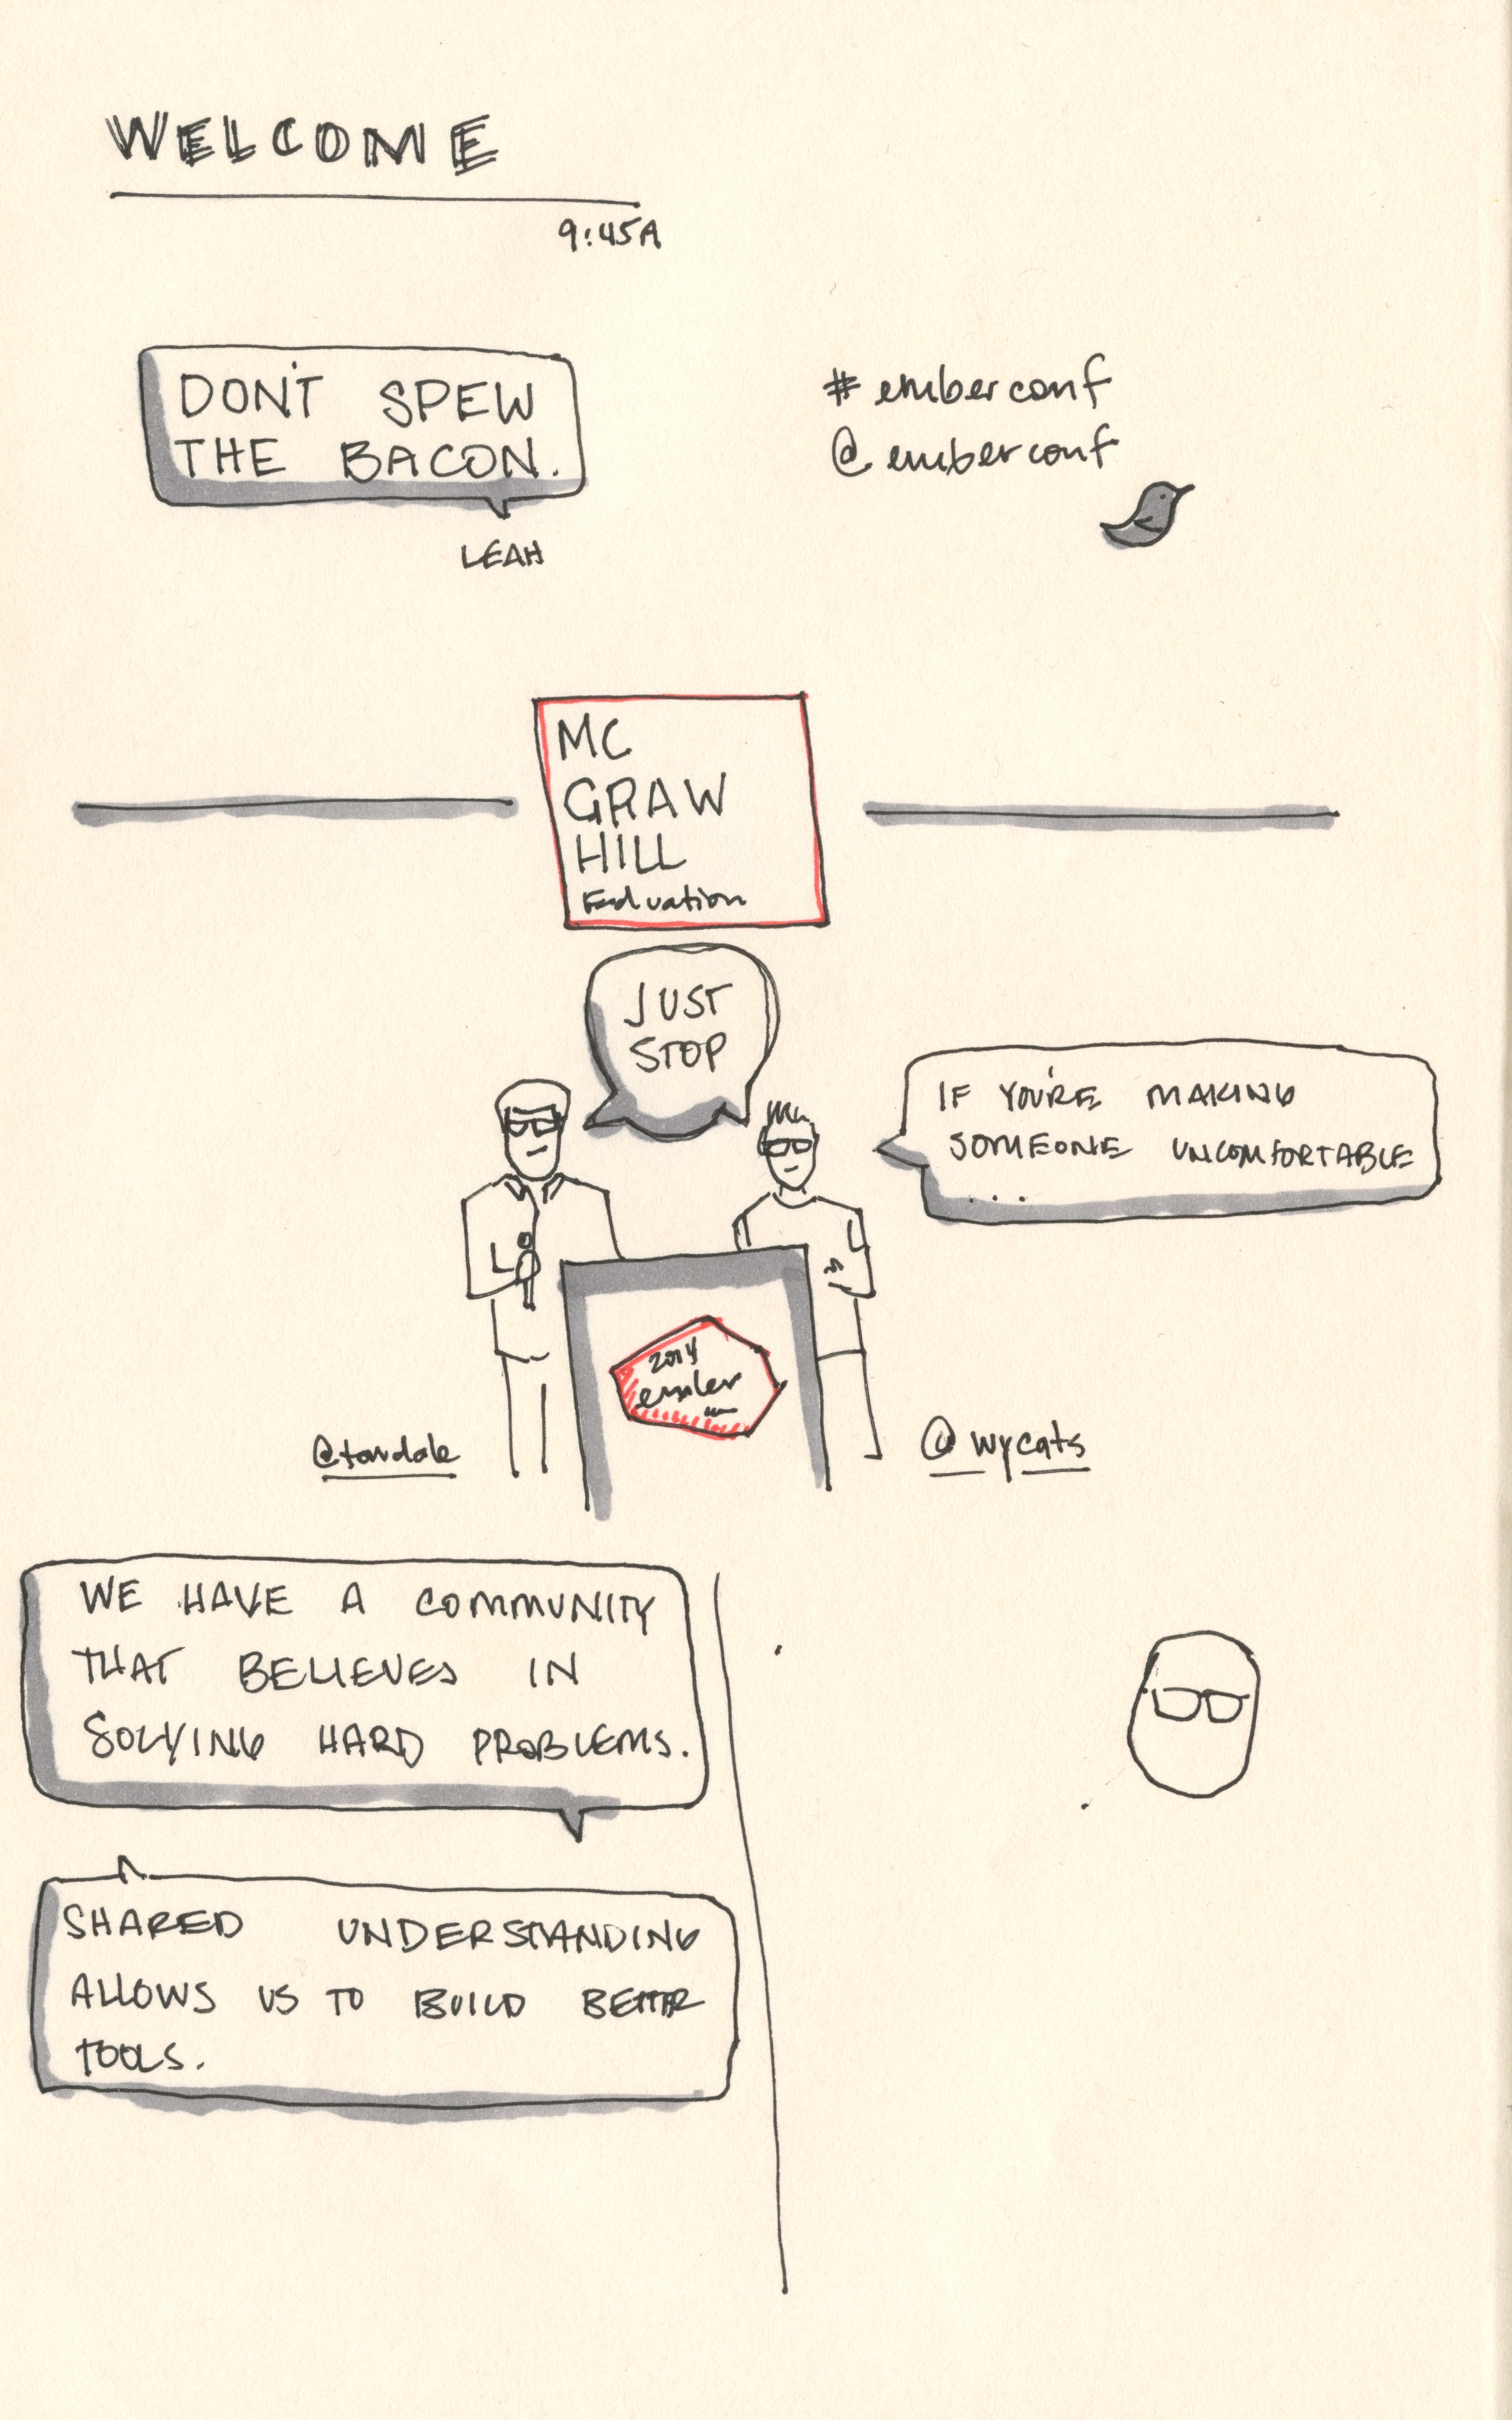 WELCOME
9:45A
DON'T SPEW
THE BACON.
LEAH
# emberconf
@emberconf
MC
GRAW
HILL
Eduation
JUST
STOP
IF YOU'RE MAKING
SOMEONE UNCOMFORTABLE
...
2014
ember
@tomdale
@wycats
WE HAVE A COMMUNITY
THAT BELIEVES IN
SOLVING HARD PROBLEMS.
SHARED UNDERSTANDING
ALLOWS US TO BUILD BETTER
TOOLS.